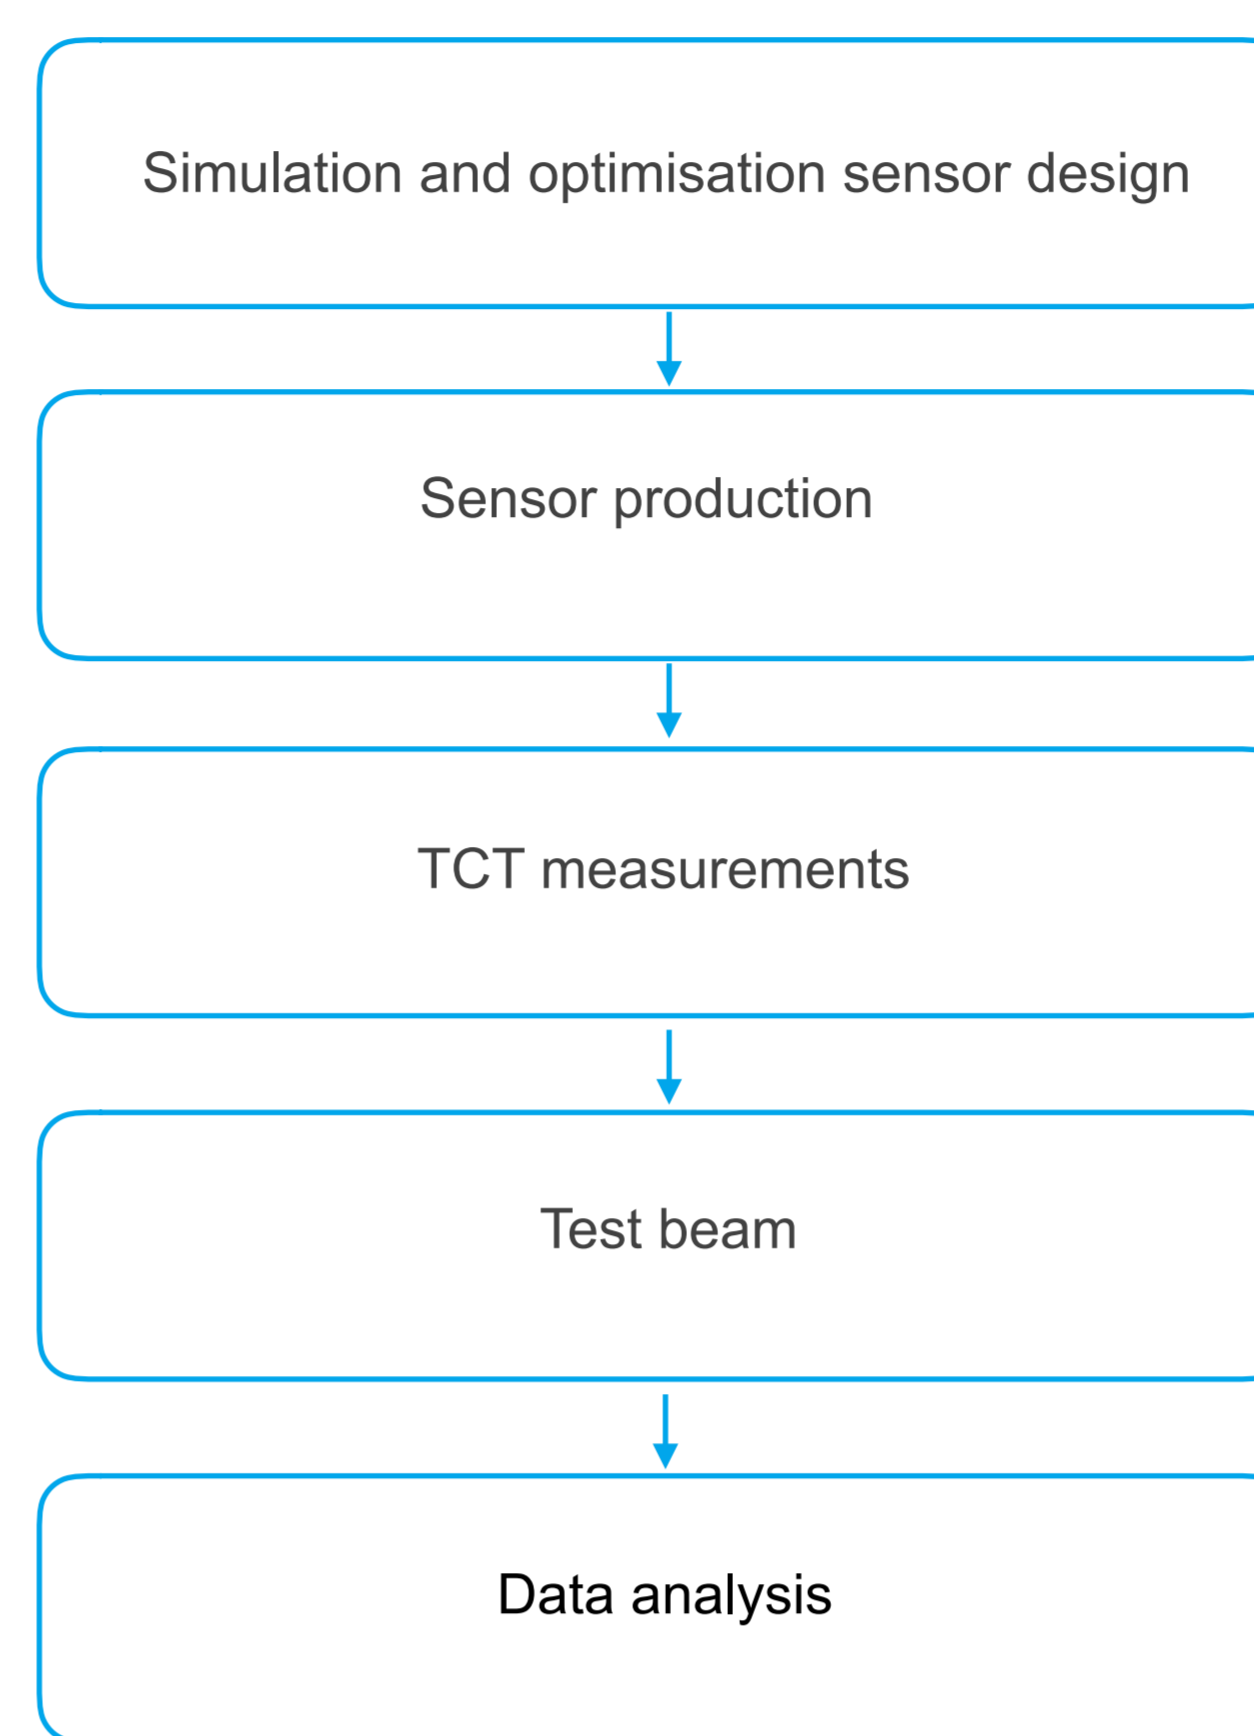 Simulation and optimisation sensor design
Sensor production
TCT measurements
Test beam
Data analysis